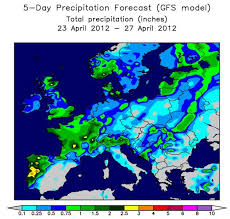 5-Day Precipitation Forecast (GFS model)
Total precipitation (inches)
23 April 2012 – 27 April 2012
0.1 0.25 0.5 0.75 1 1.5 2 2.5 3 4 6 8 10